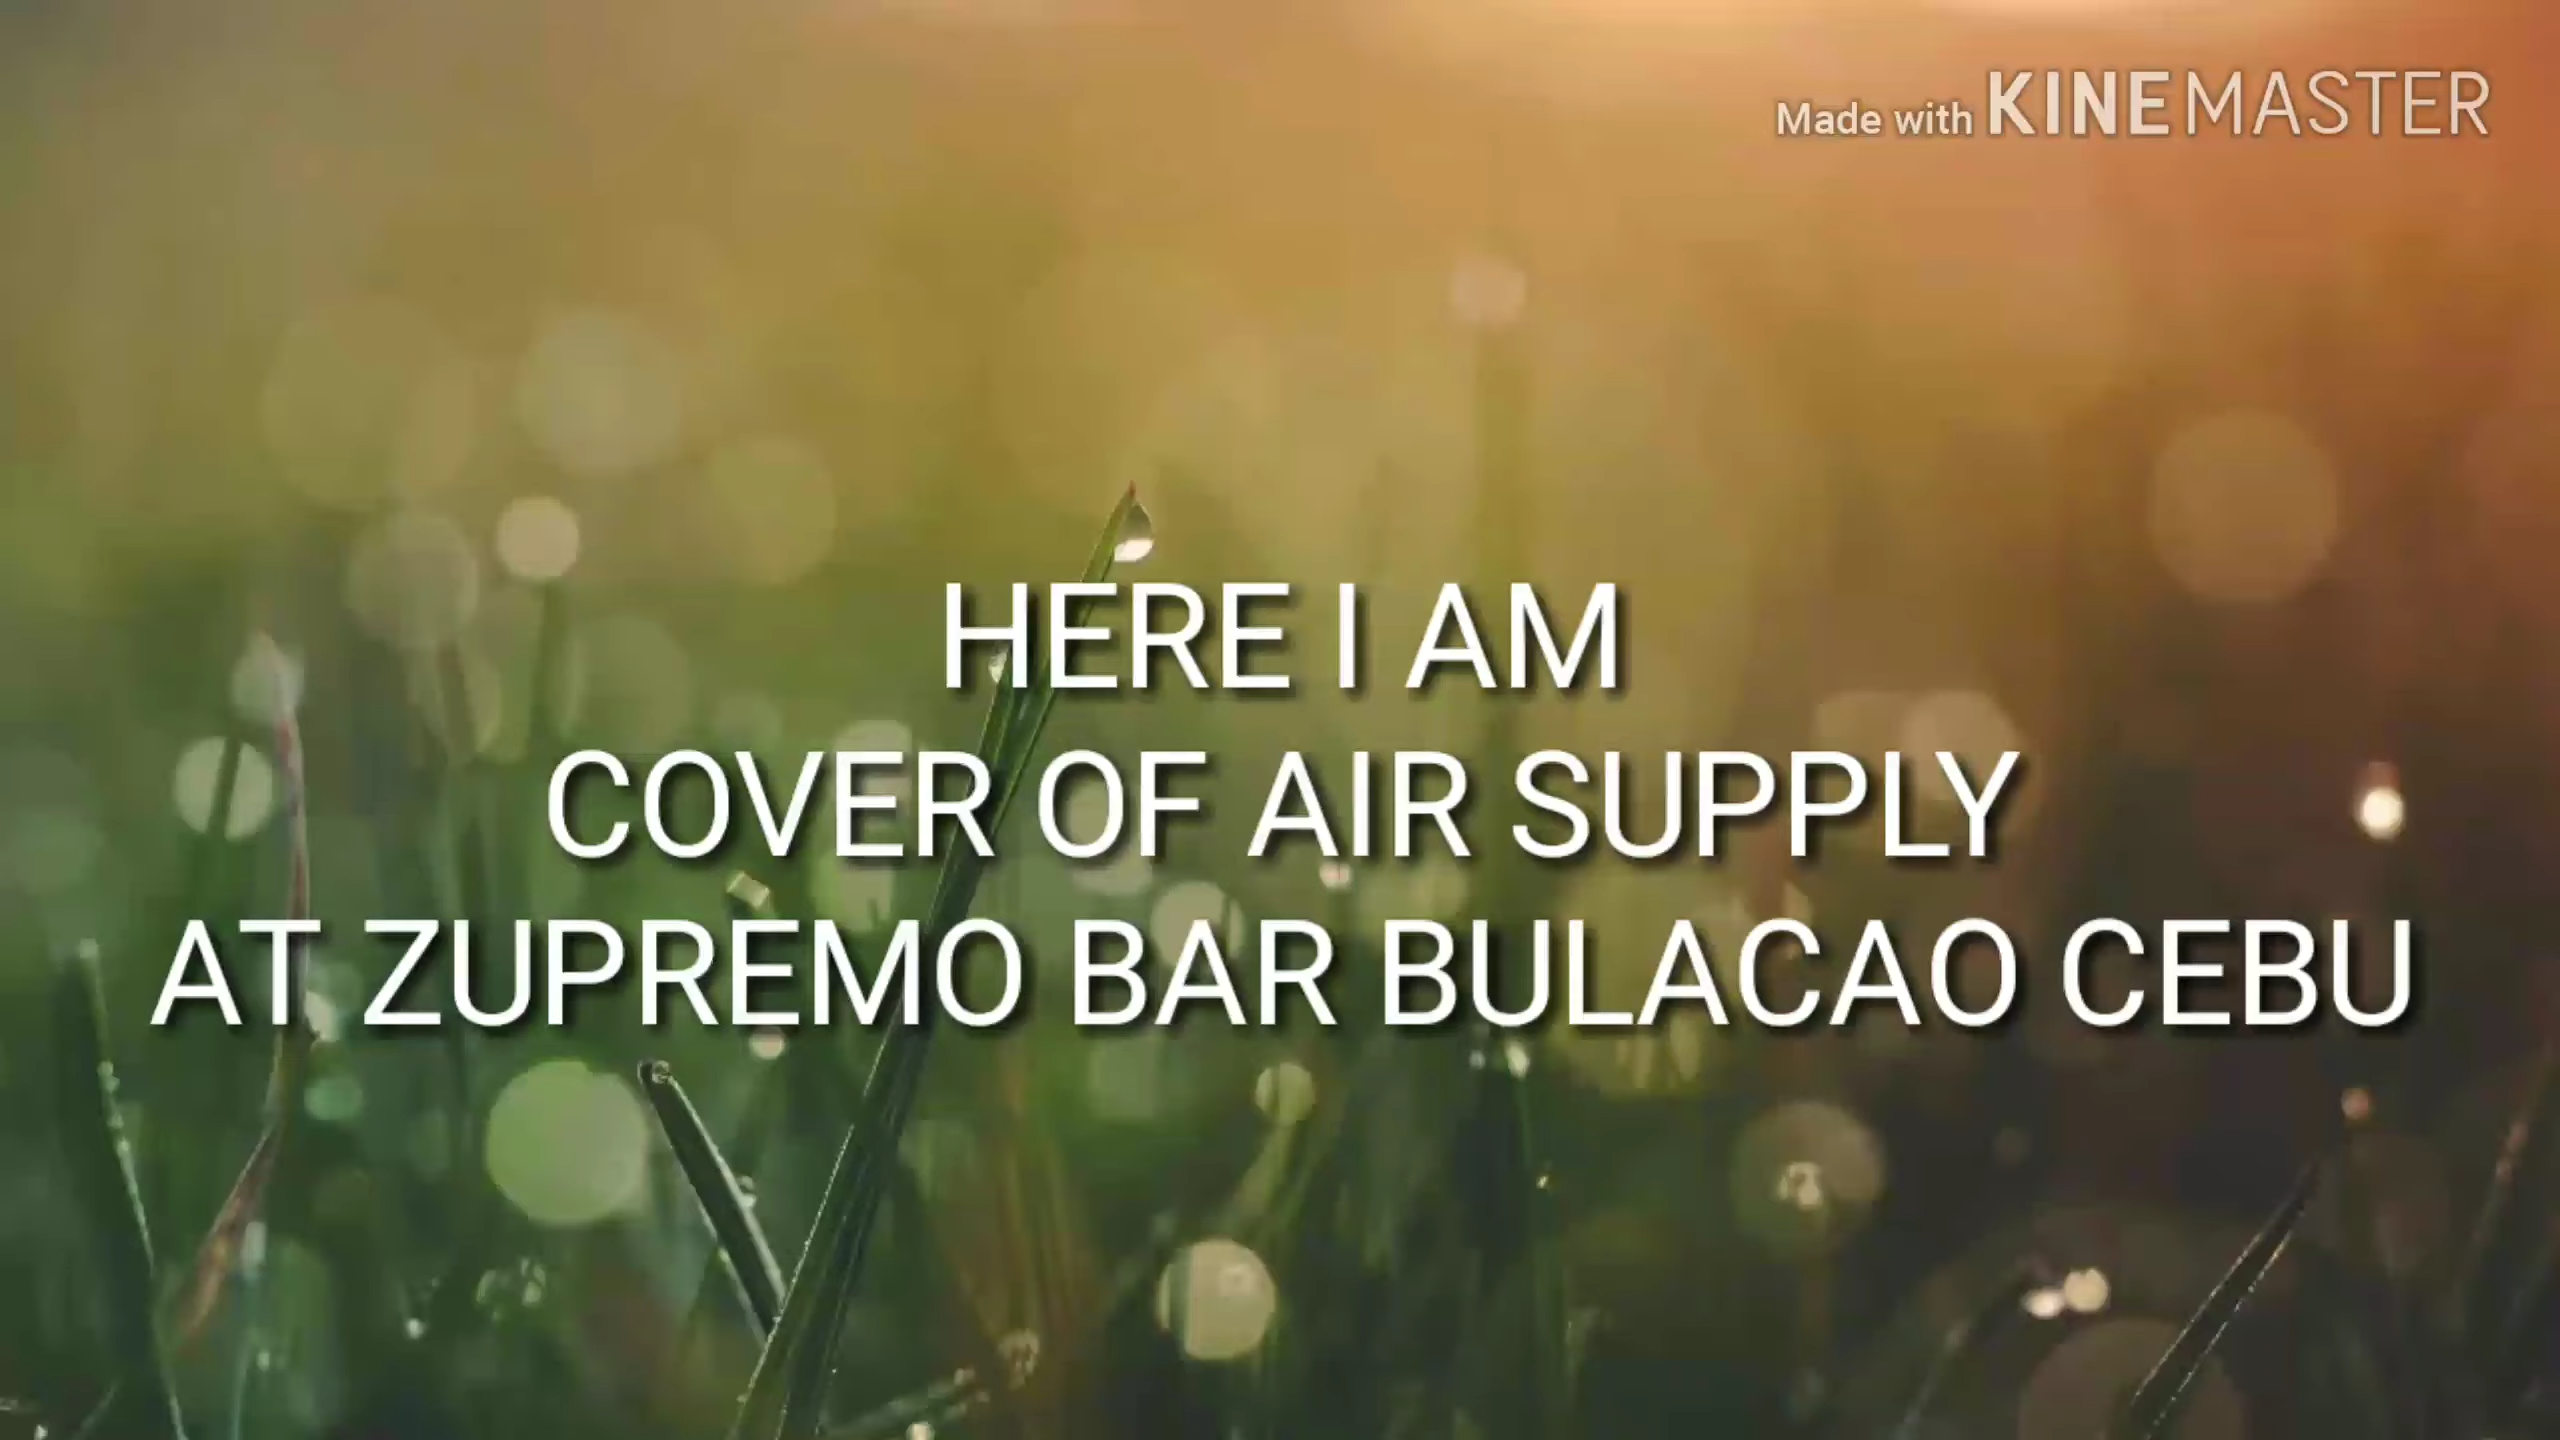 Made with KINEMASTER
HERE I AM
COVER OF AIR SUPPLY
AT ZUPREMO BAR BULACAO CEBU